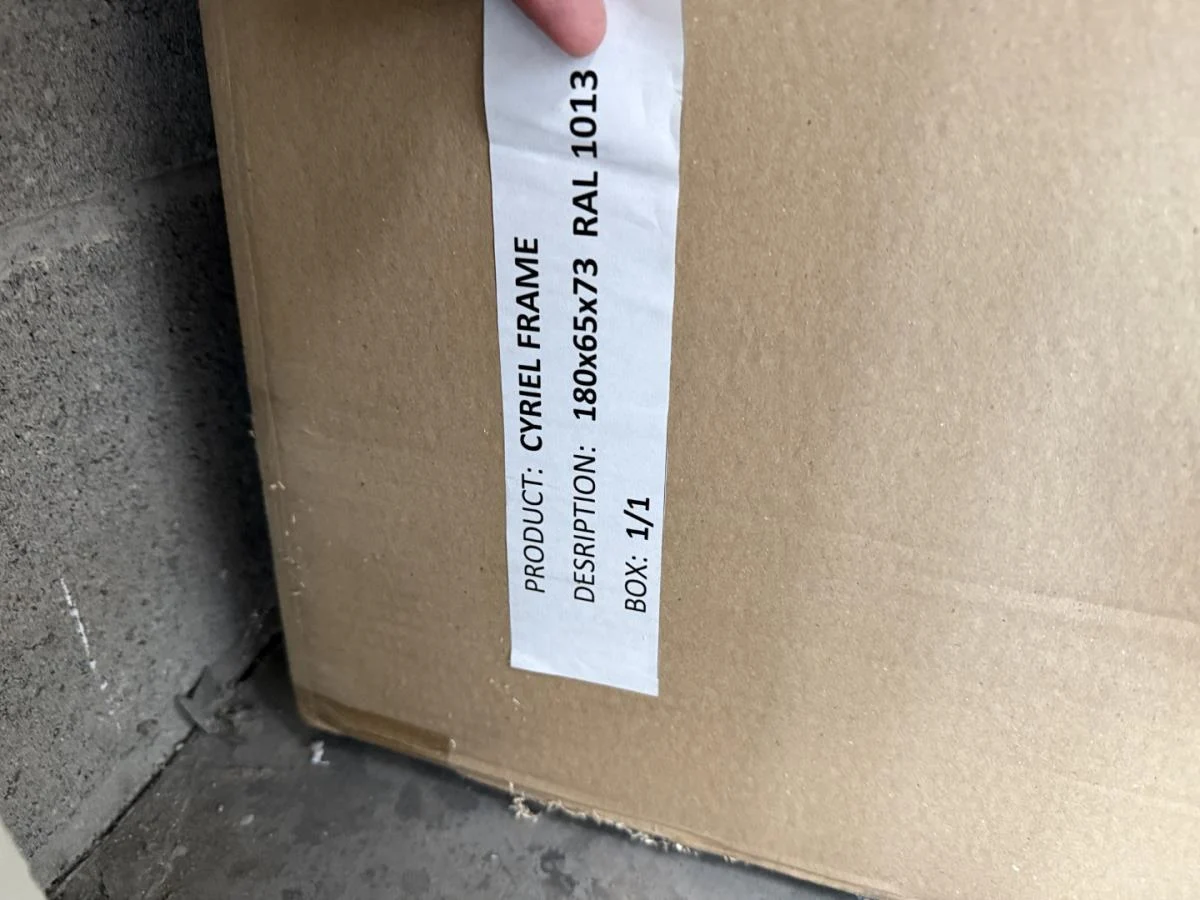 PRODUCT: CYRIEL FRAME
DESRIPTION: 180x65x73 RAL 1013
BOX: 1/1